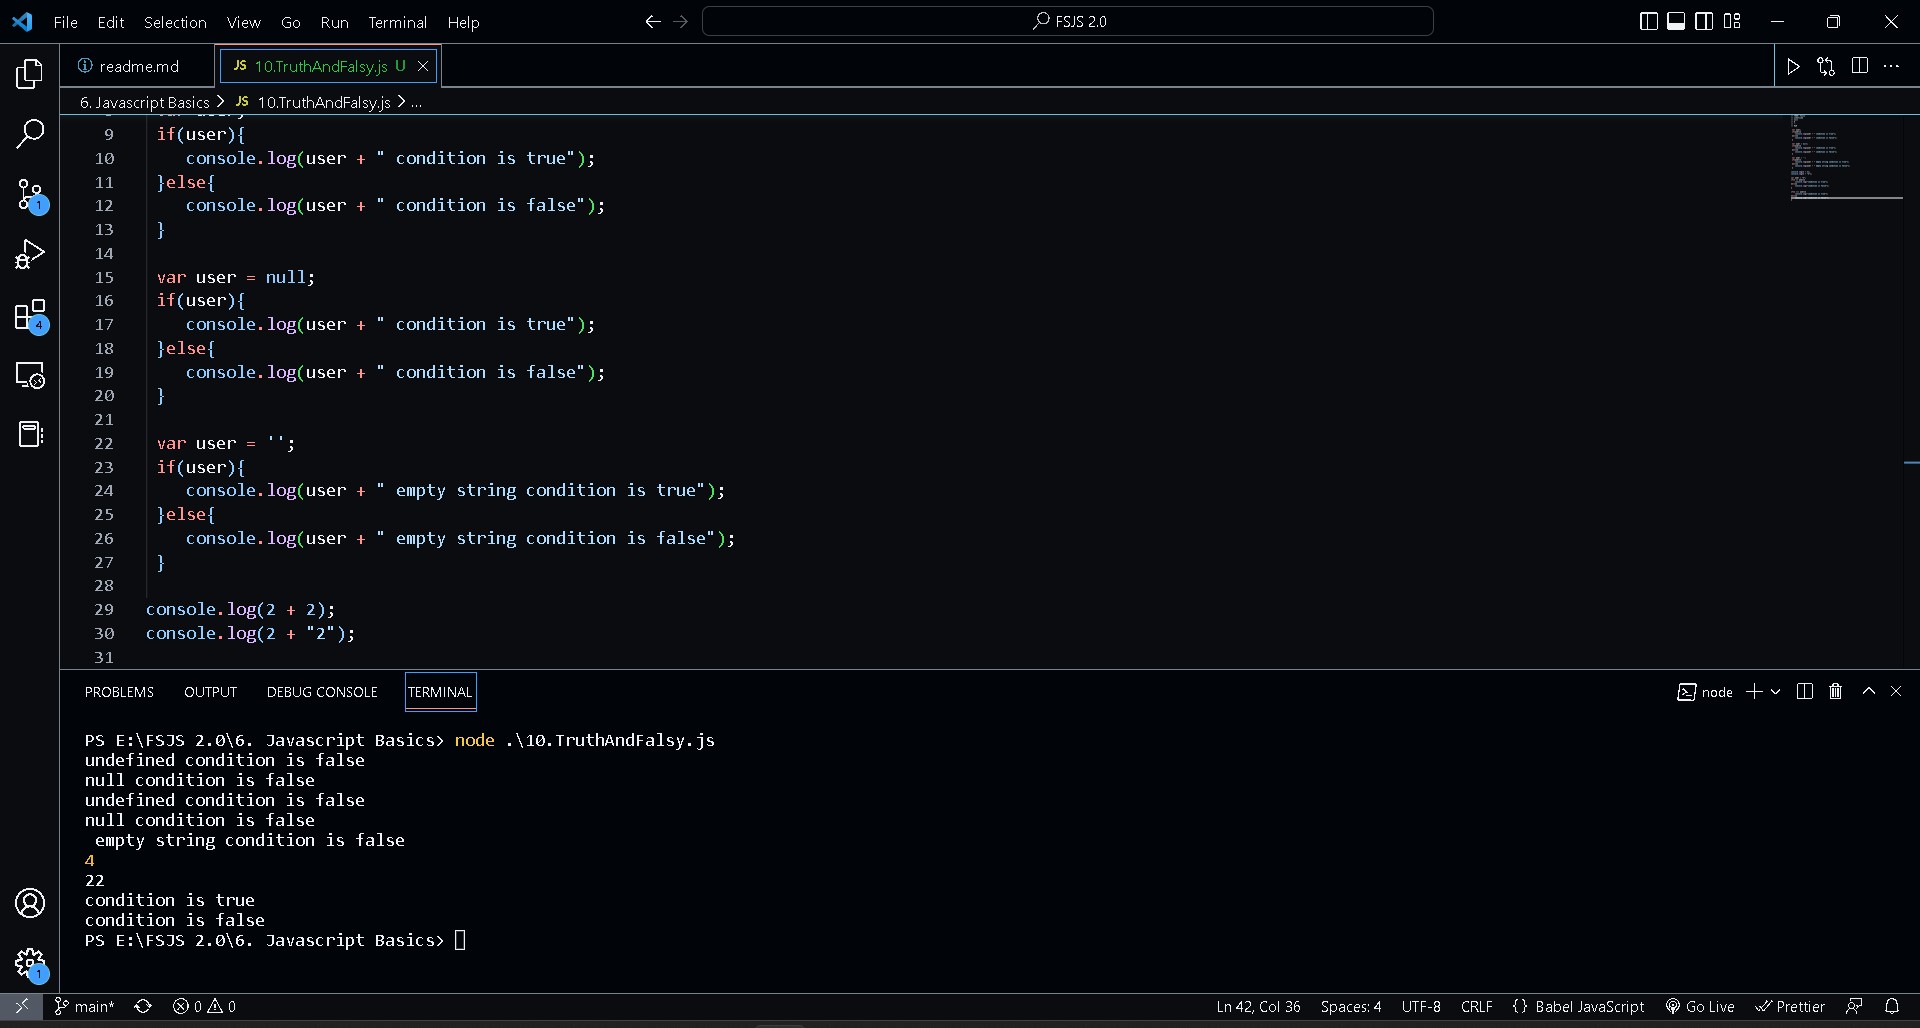 File Edit Selection View Go Run Terminal Help
FSJS 2.0
readme.md
JS 10.TruthAndFalsy.js U
6. Javascript Basics > JS 10.TruthAndFalsy.js > ...
9 if(user){
10 console.log(user + " condition is true");
11 }else{
12 console.log(user + " condition is false");
13 }
14
15 var user = null;
16 if(user){
17 console.log(user + " condition is true");
18 }else{
19 console.log(user + " condition is false");
20 }
21
22 var user = '';
23 if(user){
24 console.log(user + " empty string condition is true");
25 }else{
26 console.log(user + " empty string condition is false");
27 }
28
29 console.log(2 + 2);
30 console.log(2 + "2");
31
1
4
1
PROBLEMS OUTPUT DEBUG CONSOLE TERMINAL
node
PS E:\FSJS 2.0\6. Javascript Basics> node .\10.TruthAndFalsy.js
undefined condition is false
null condition is false
undefined condition is false
null condition is false
empty string condition is false
4
22
condition is true
condition is false
PS E:\FSJS 2.0\6. Javascript Basics>
main* 0 0 Ln 42, Col 36 Spaces: 4 UTF-8 CRLF {} Babel JavaScript Go Live Prettier